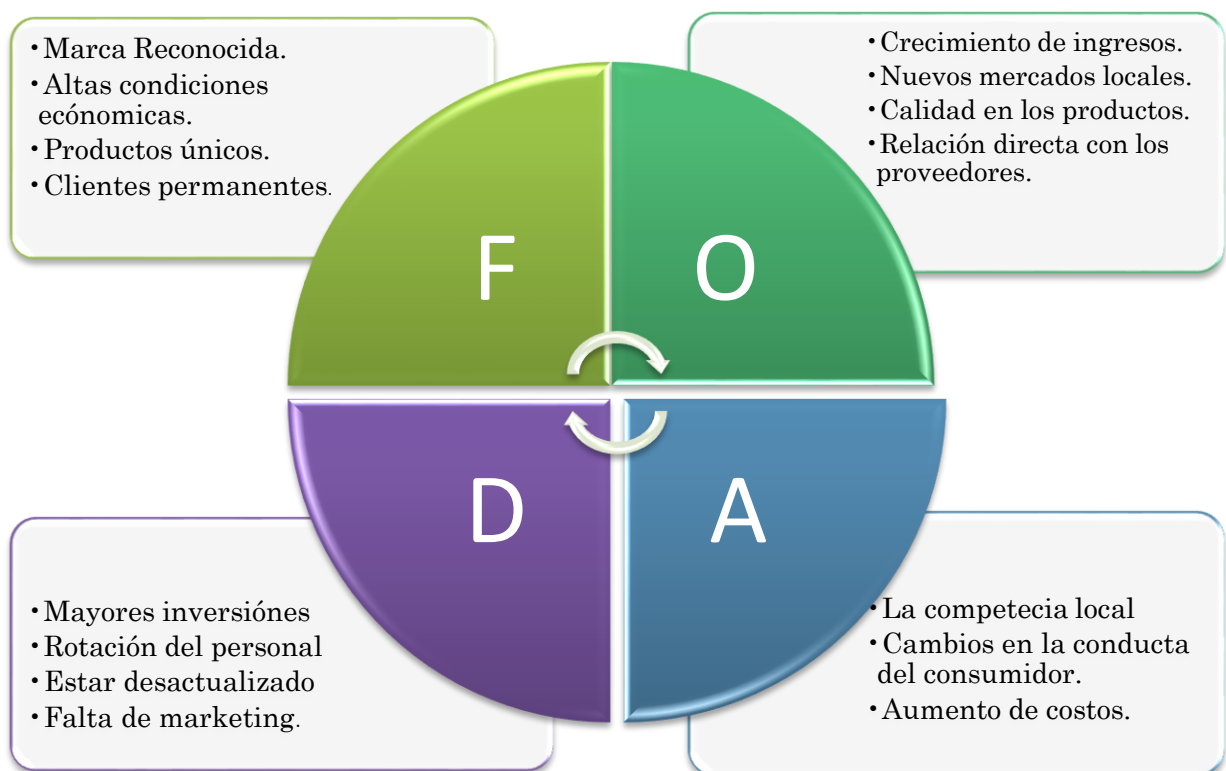 •Marca Reconocida.
•Altas condiciones
ecónomicas.
•Productos únicos.
•Clientes permanentes.
•Crecimiento de ingresos.
•Nuevos mercados locales.
•Calidad en los productos.
•Relación directa con los
proveedores.
F
O
D
A
•Mayores inversiónes
•Rotación del personal
•Estar desactualizado
•Falta de marketing.
•La competecia local
•Cambios en la conducta
del consumidor.
•Aumento de costos.